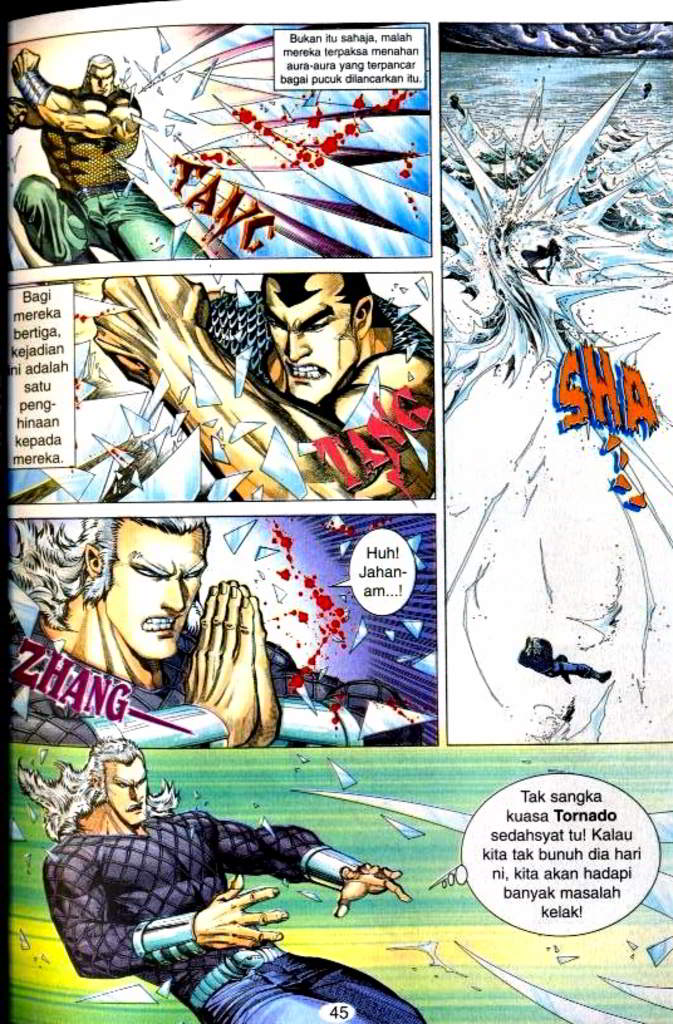 Bukan itu sahaja, malah
mereka terpaksa menahan
aura-aura yang terpancar
bagai pucuk dilancarkan itu.
TANG
Bagi
mereka
bertiga,
kejadian
ini adalah
satu
peng-
hinaan
kepada
mereka.
TANG
SHA
Huh!
Jahan-
am...!
ZHANG
Tak sangka
kuasa Tornado
sedahsyat tu! Kalau
kita tak bunuh dia hari
ni, kita akan hadapi
banyak masalah
kelak!
45